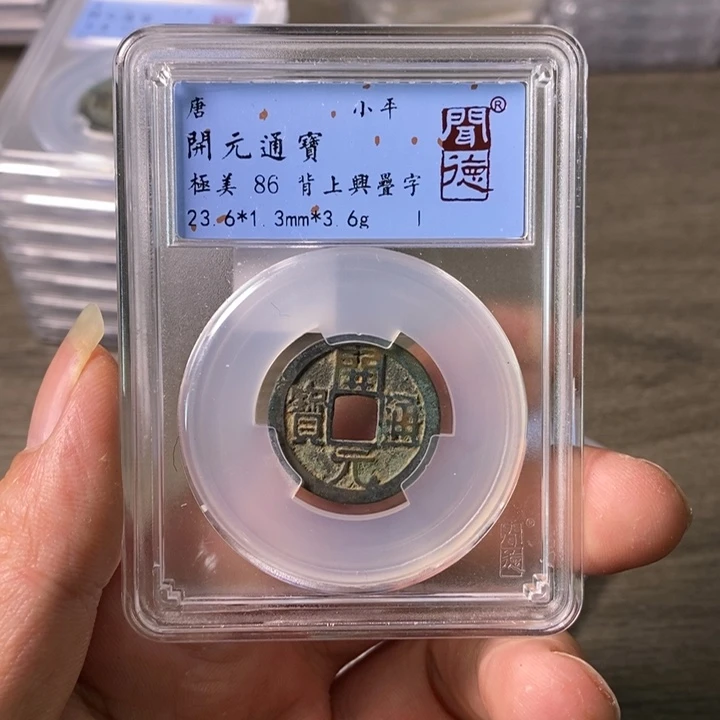 唐 小平
開元通寶
極美 86 背上興疊字
23.6*1.3mm*3.6g
聞德®
開元通寶